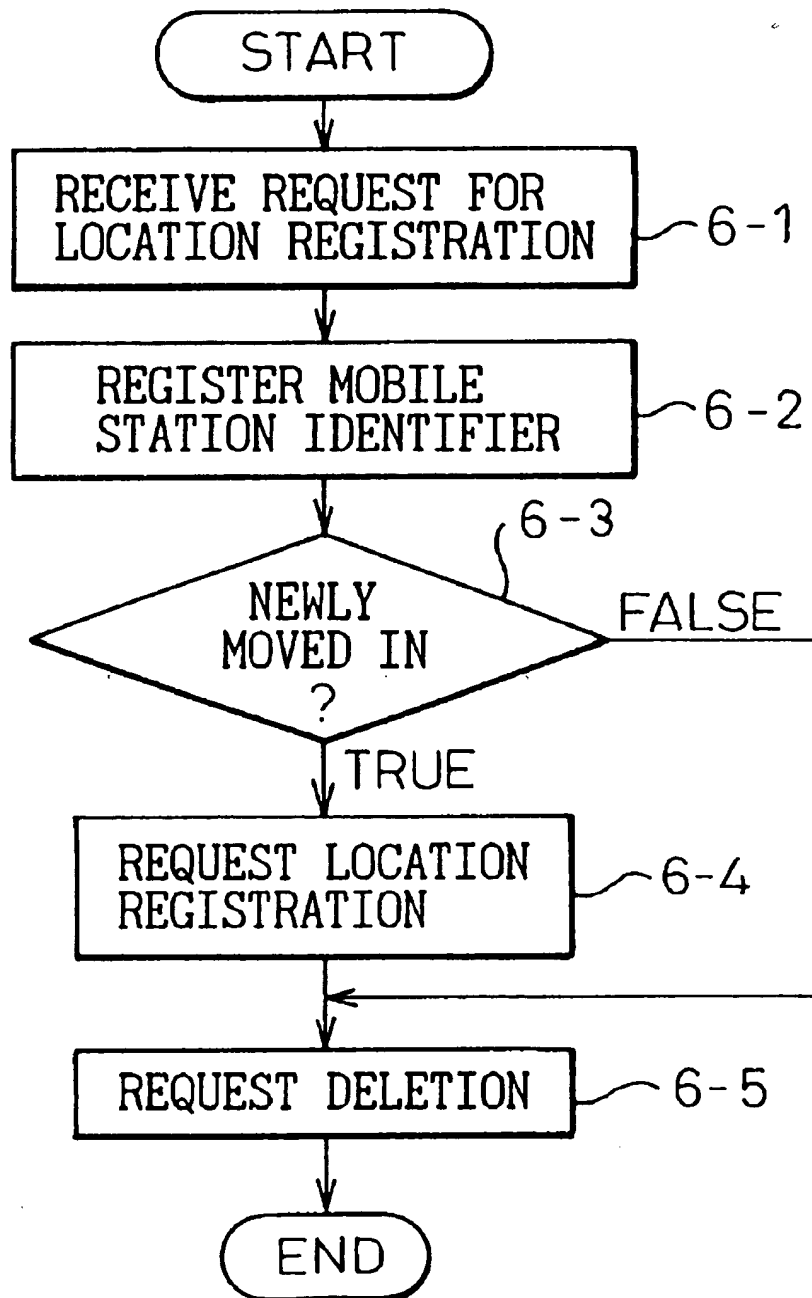 START
RECEIVE REQUEST FOR
LOCATION REGISTRATION
6-1
REGISTER MOBILE
STATION IDENTIFIER
6-2
6-3
NEWLY
MOVED IN
?
FALSE
TRUE
REQUEST LOCATION
REGISTRATION
6-4
REQUEST DELETION
6-5
END